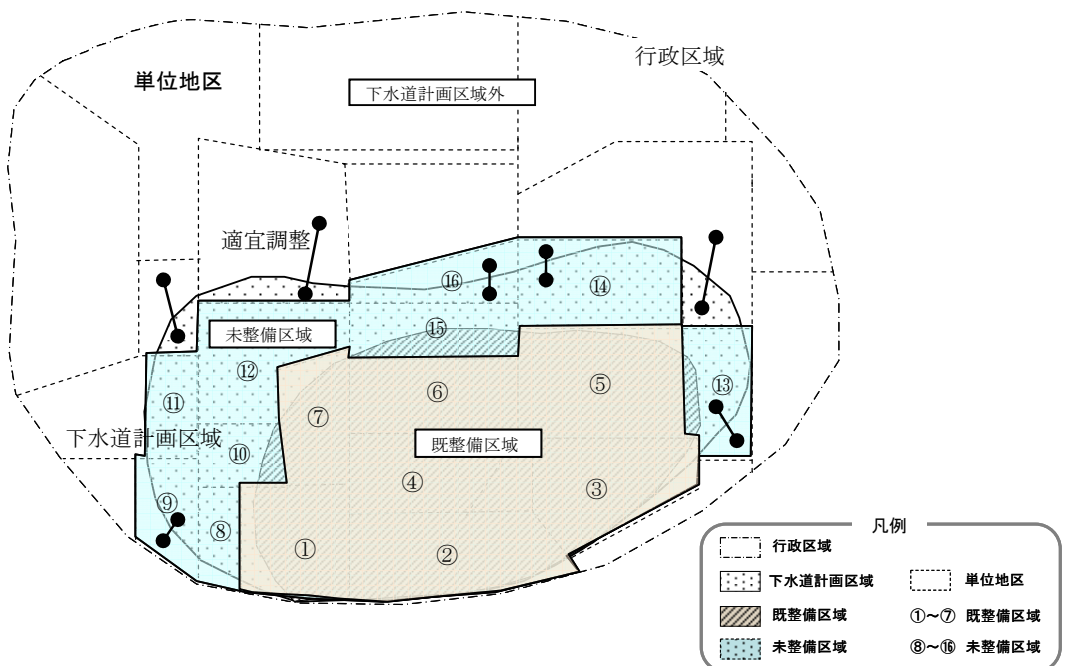 行政区域
単位地区
下水道計画区域外
適宜調整
⑯
⑭
未整備区域
⑮
⑫
⑬
⑪
⑥
⑤
⑦
下水道計画区域
既整備区域
⑩
④
③
⑨
⑧
①
②
凡例
行政区域
下水道計画区域 単位地区
既整備区域 ①~⑦ 既整備区域
未整備区域 ⑧~⑯ 未整備区域